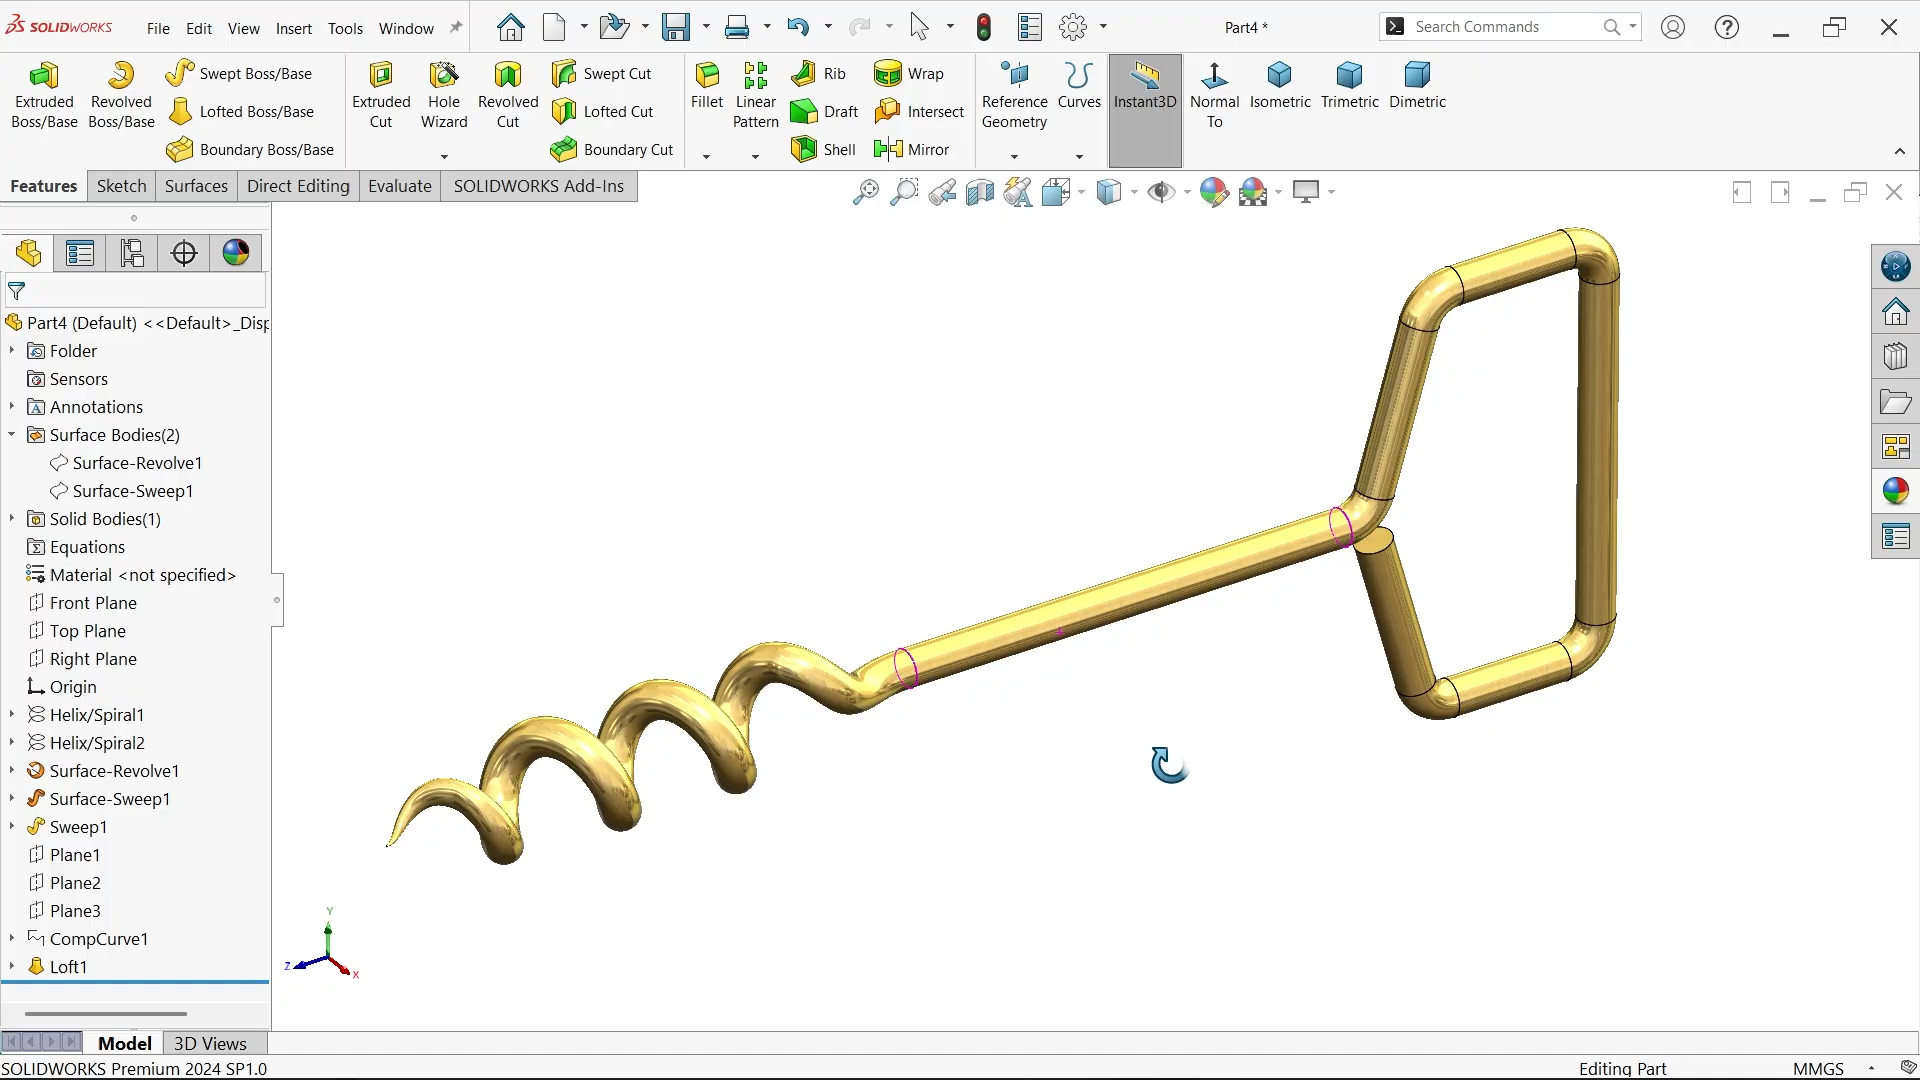 SOLIDWORKS File Edit View Insert Tools Window Part4 * Search Commands
Extruded Boss/Base
Revolved Boss/Base
Swept Boss/Base
Lofted Boss/Base
Boundary Boss/Base
Extruded Cut
Hole Wizard
Revolved Cut
Swept Cut
Lofted Cut
Boundary Cut
Fillet
Linear Pattern
Rib
Draft
Shell
Wrap
Intersect
Mirror
Reference Geometry
Curves
Instant3D
Normal To
Isometric
Trimetric
Dimetric
Features Sketch Surfaces Direct Editing Evaluate SOLIDWORKS Add-Ins
Part4 (Default) <<Default>_Disp
Folder
Sensors
Annotations
Surface Bodies(2)
Surface-Revolve1
Surface-Sweep1
Solid Bodies(1)
Equations
Material <not specified>
Front Plane
Top Plane
Right Plane
Origin
Helix/Spiral1
Helix/Spiral2
Surface-Revolve1
Surface-Sweep1
Sweep1
Plane1
Plane2
Plane3
CompCurve1
Loft1
Y
Z
X
Model 3D Views
SOLIDWORKS Premium 2024 SP1.0 Editing Part MMGS